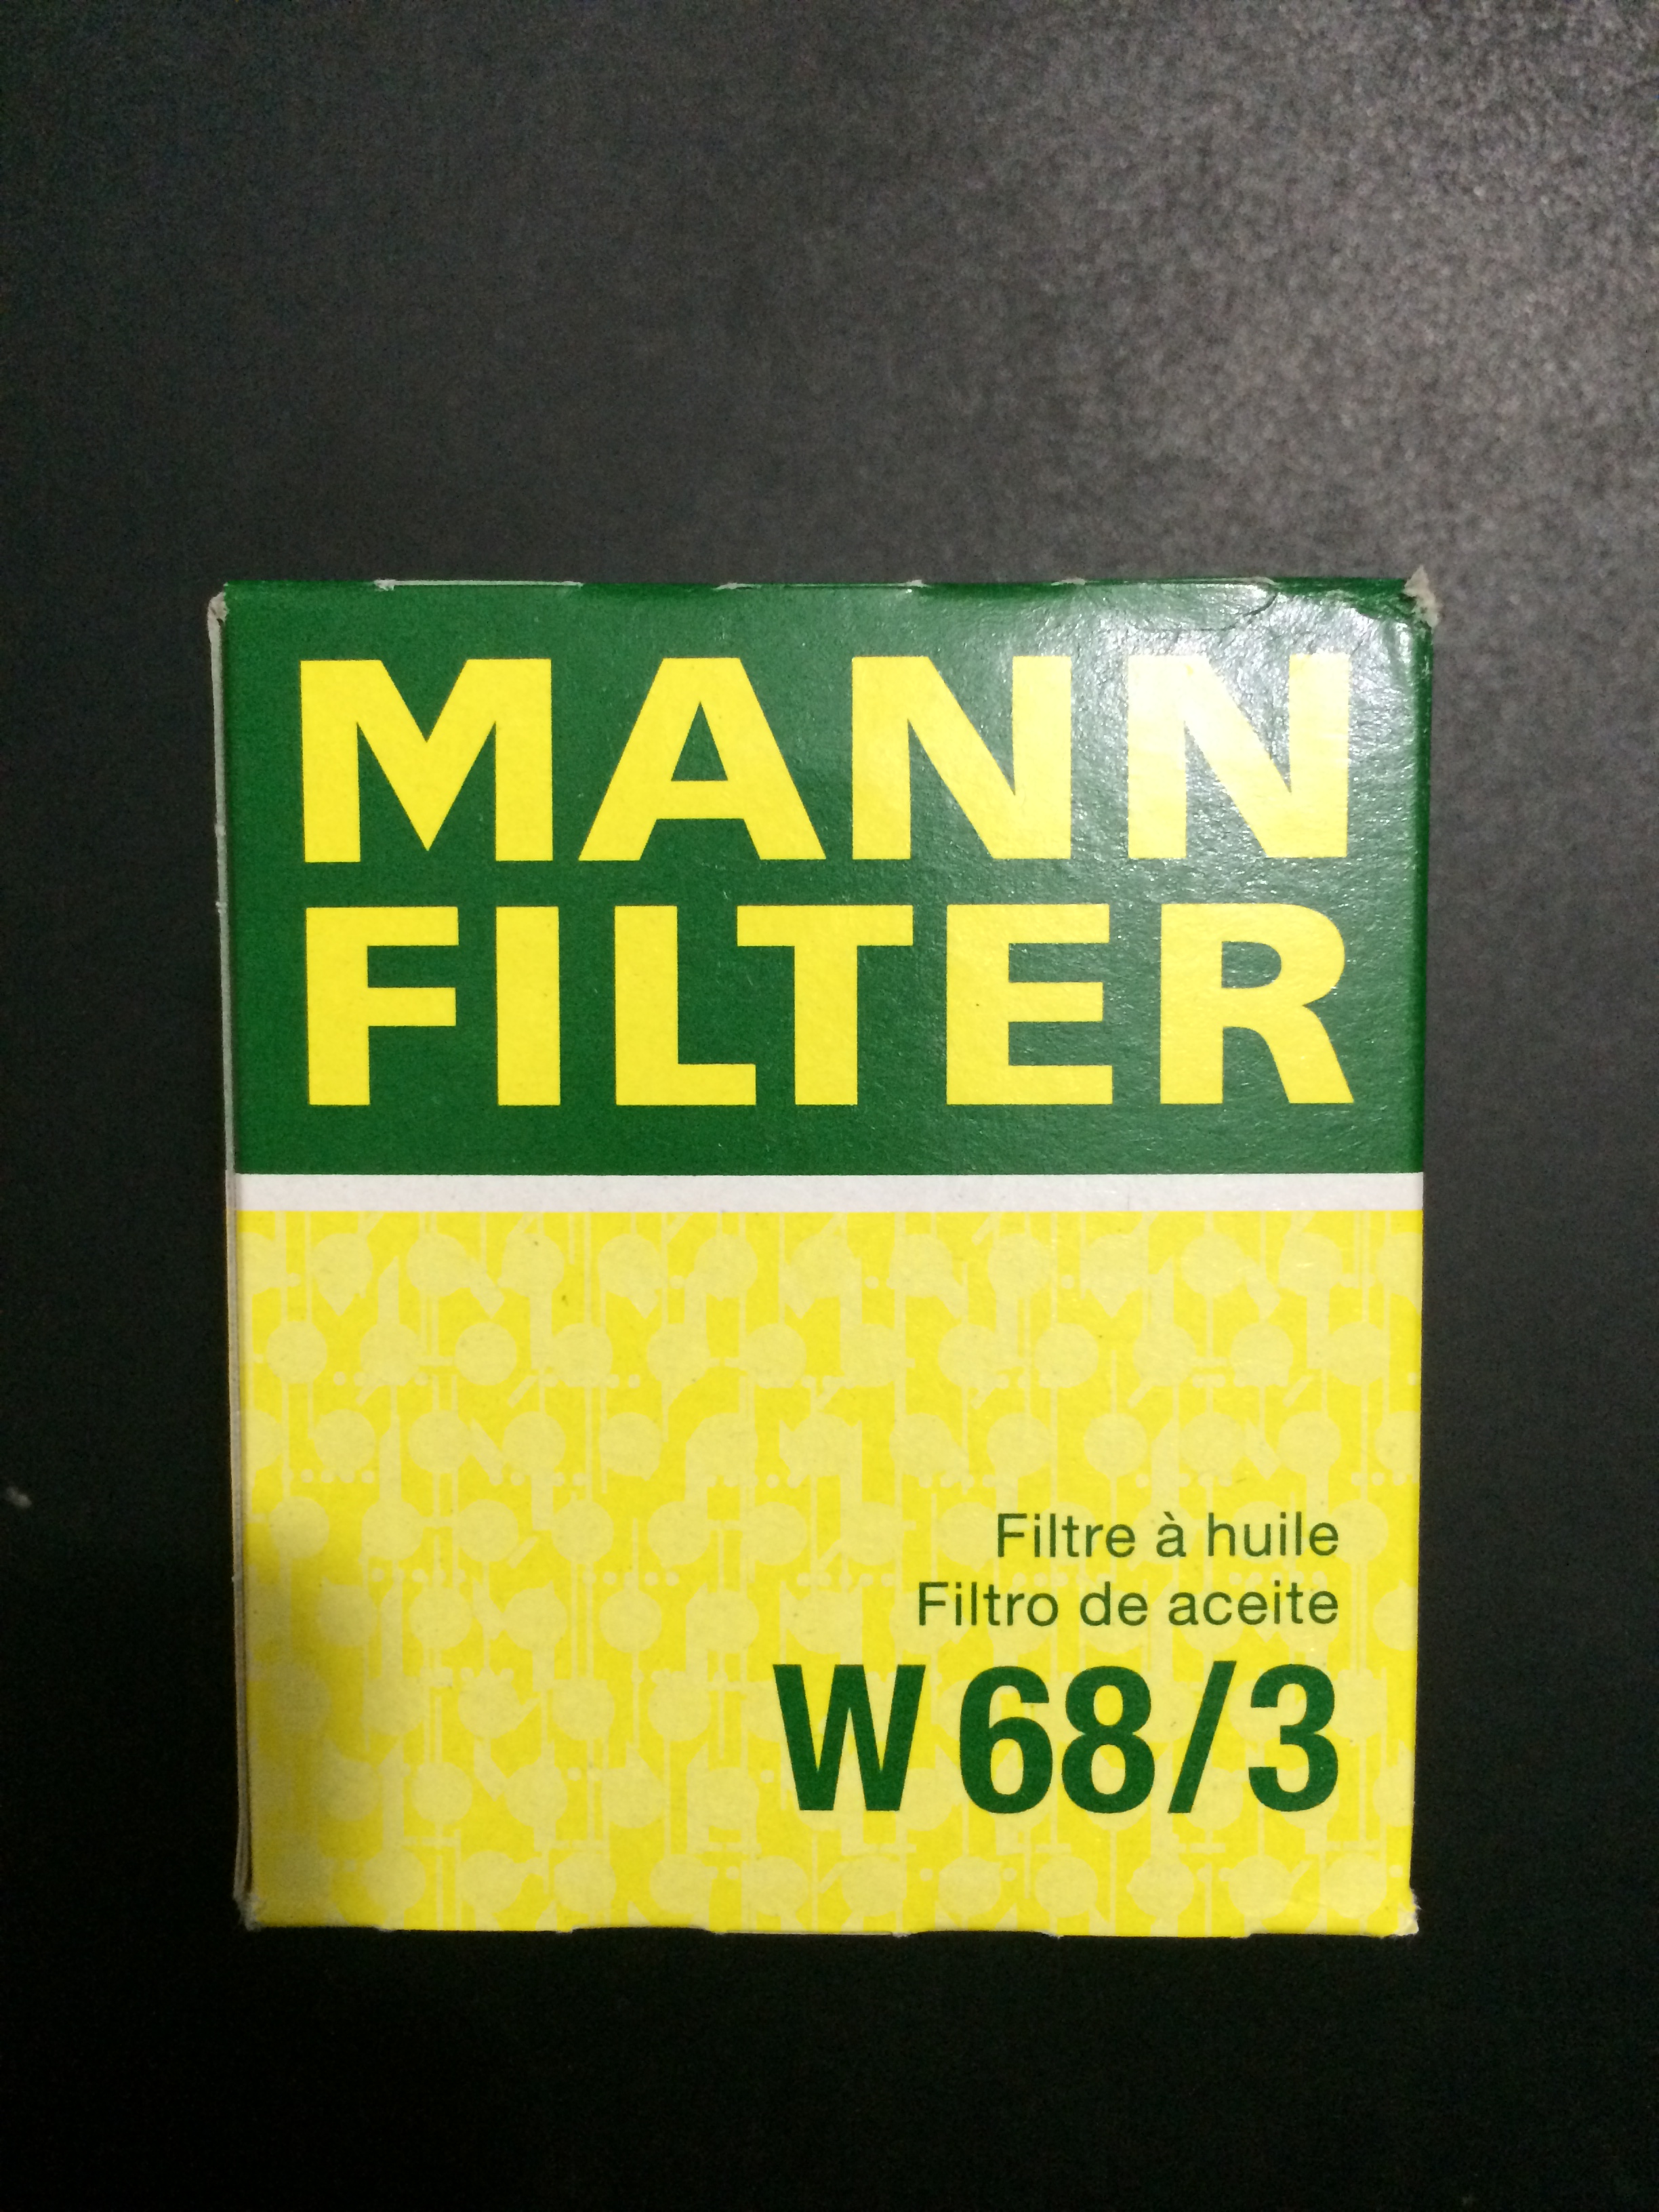 MANN
FILTER
Filtre à huile
Filtro de aceite
W 68/3